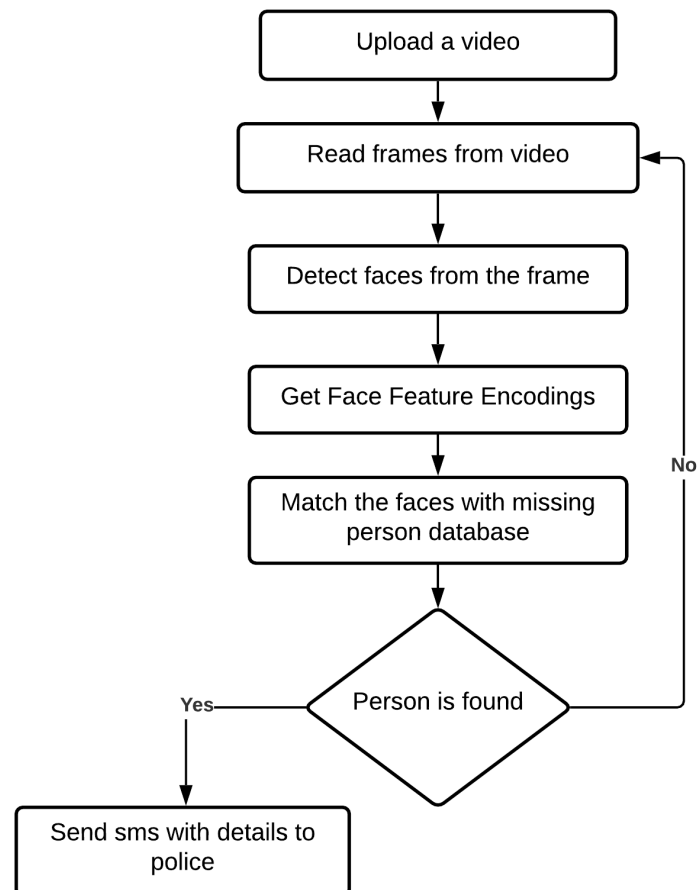 Upload a video
Read frames from video
Detect faces from the frame
Get Face Feature Encodings
No
Match the faces with missing
person database
Person is found
Yes
Send sms with details to
police